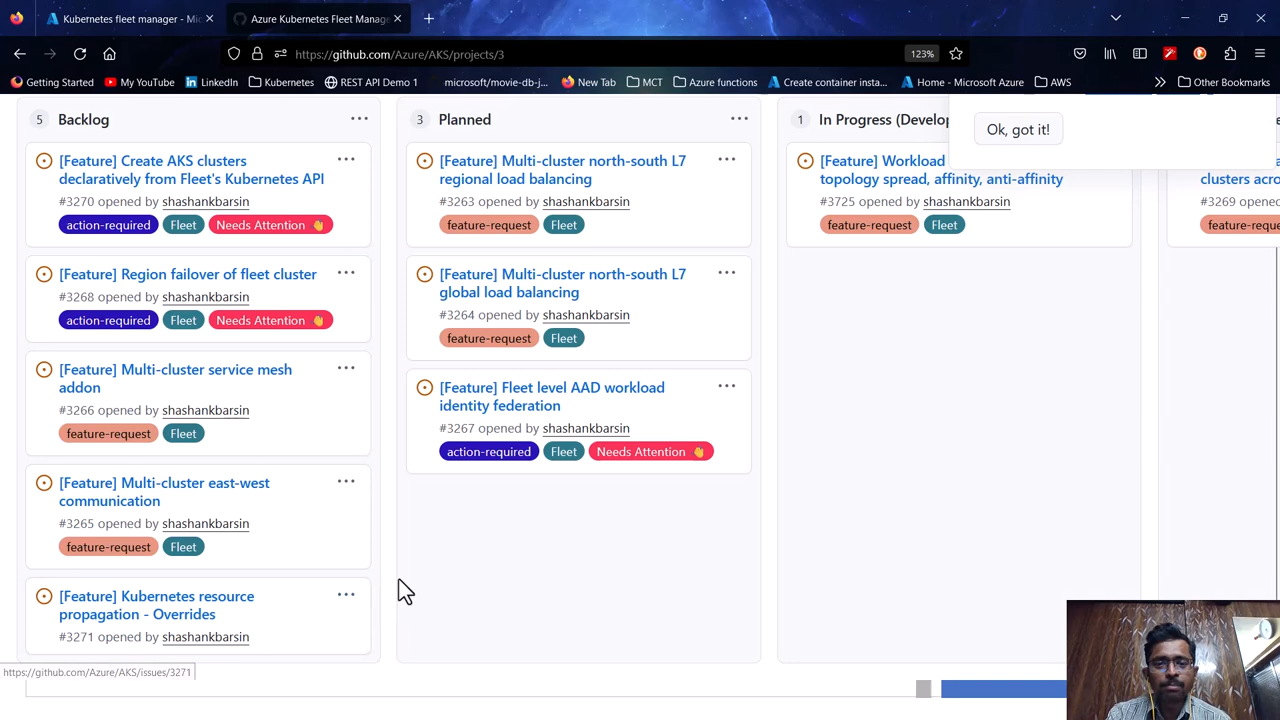 Kubernetes fleet manager - Mic
Azure Kubernetes Fleet Manage
https://github.com/Azure/AKS/projects/3
123%
Getting Started
My YouTube
LinkedIn
Kubernetes
REST API Demo 1
microsoft/movie-db-j...
New Tab
MCT
Azure functions
Create container insta...
Home - Microsoft Azure
AWS
Other Bookmarks
Ok, got it!
5 Backlog
[Feature] Create AKS clusters
declaratively from Fleet's Kubernetes API
#3270 opened by shashankbarsin
action-required Fleet Needs Attention 👋
[Feature] Region failover of fleet cluster
#3268 opened by shashankbarsin
action-required Fleet Needs Attention 👋
[Feature] Multi-cluster service mesh
addon
#3266 opened by shashankbarsin
feature-request Fleet
[Feature] Multi-cluster east-west
communication
#3265 opened by shashankbarsin
feature-request Fleet
[Feature] Kubernetes resource
propagation - Overrides
#3271 opened by shashankbarsin
3 Planned
[Feature] Multi-cluster north-south L7
regional load balancing
#3263 opened by shashankbarsin
feature-request Fleet
[Feature] Multi-cluster north-south L7
global load balancing
#3264 opened by shashankbarsin
feature-request Fleet
[Feature] Fleet level AAD workload
identity federation
#3267 opened by shashankbarsin
action-required Fleet Needs Attention 👋
1 In Progress (Develop
[Feature] Workload
topology spread, affinity, anti-affinity
#3725 opened by shashankbarsin
feature-request Fleet
clusters acro
#3269 opened
feature-reque
https://github.com/Azure/AKS/issues/3271